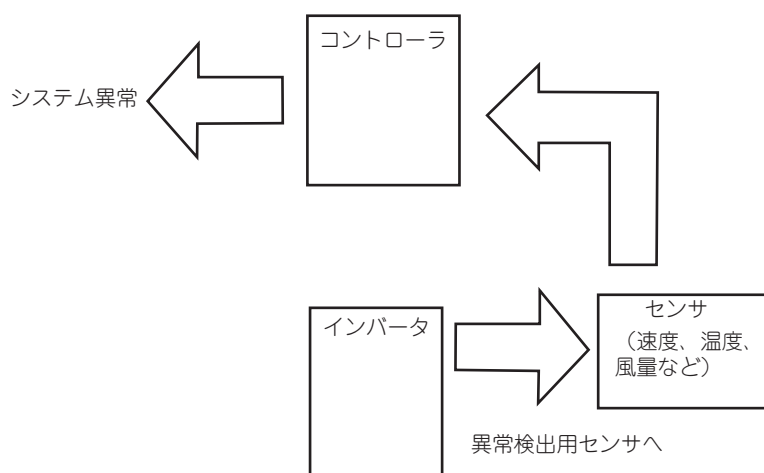 コントローラ
システム異常
インバータ
センサ
（速度、温度、
風量など）
異常検出用センサへ